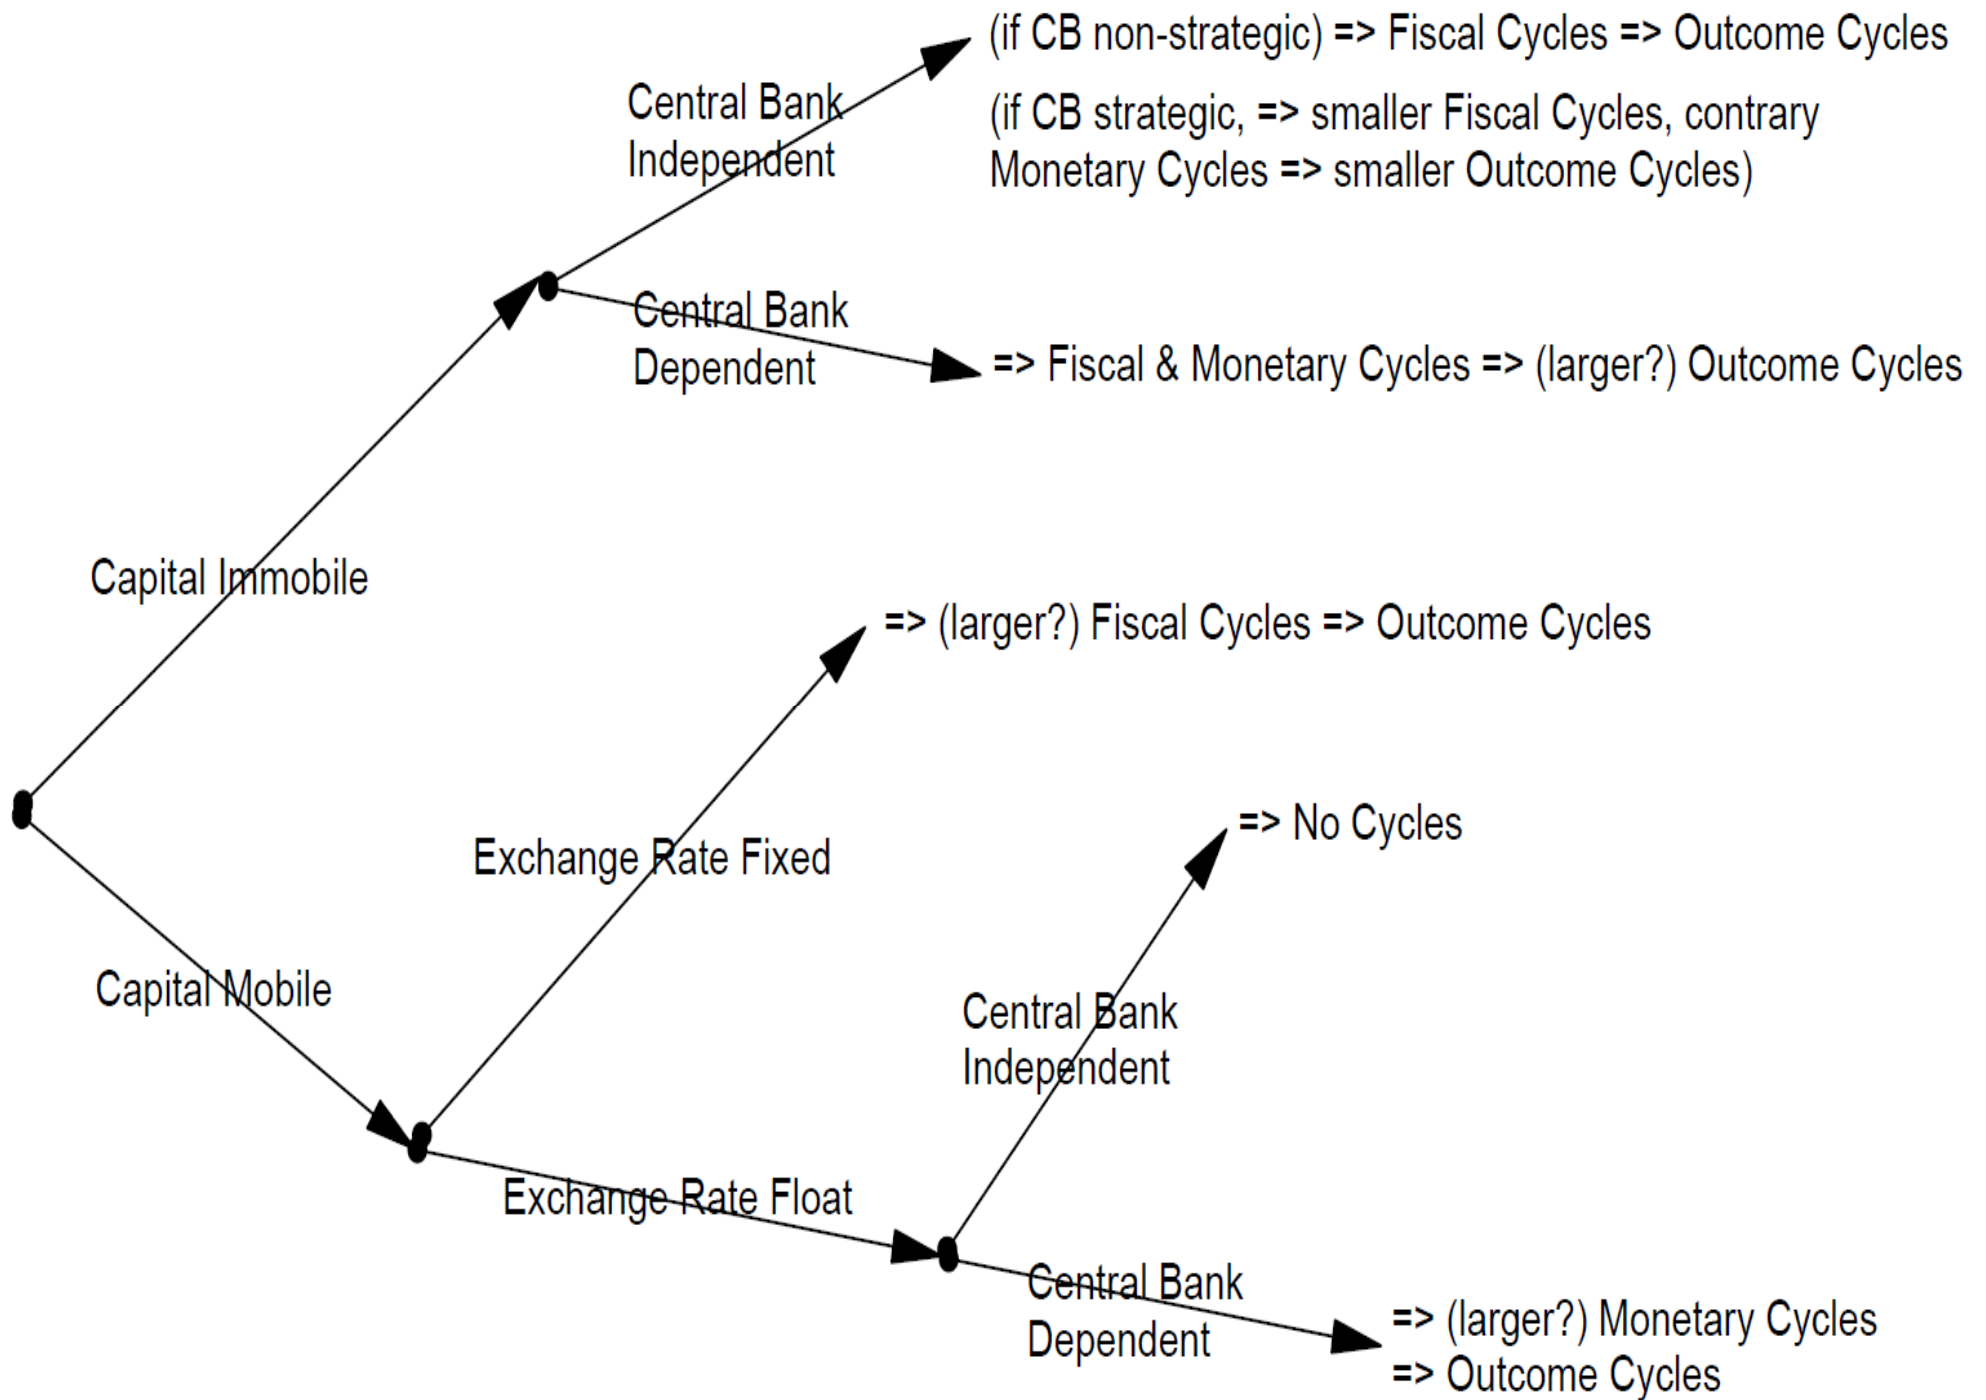 (if CB non-strategic) => Fiscal Cycles => Outcome Cycles
Central Bank
Independent
(if CB strategic, => smaller Fiscal Cycles, contrary
Monetary Cycles => smaller Outcome Cycles)
Central Bank
Dependent
=> Fiscal & Monetary Cycles => (larger?) Outcome Cycles
Capital Immobile
=> (larger?) Fiscal Cycles => Outcome Cycles
Exchange Rate Fixed
=> No Cycles
Capital Mobile
Central Bank
Independent
Exchange Rate Float
Central Bank
Dependent
=> (larger?) Monetary Cycles
=> Outcome Cycles